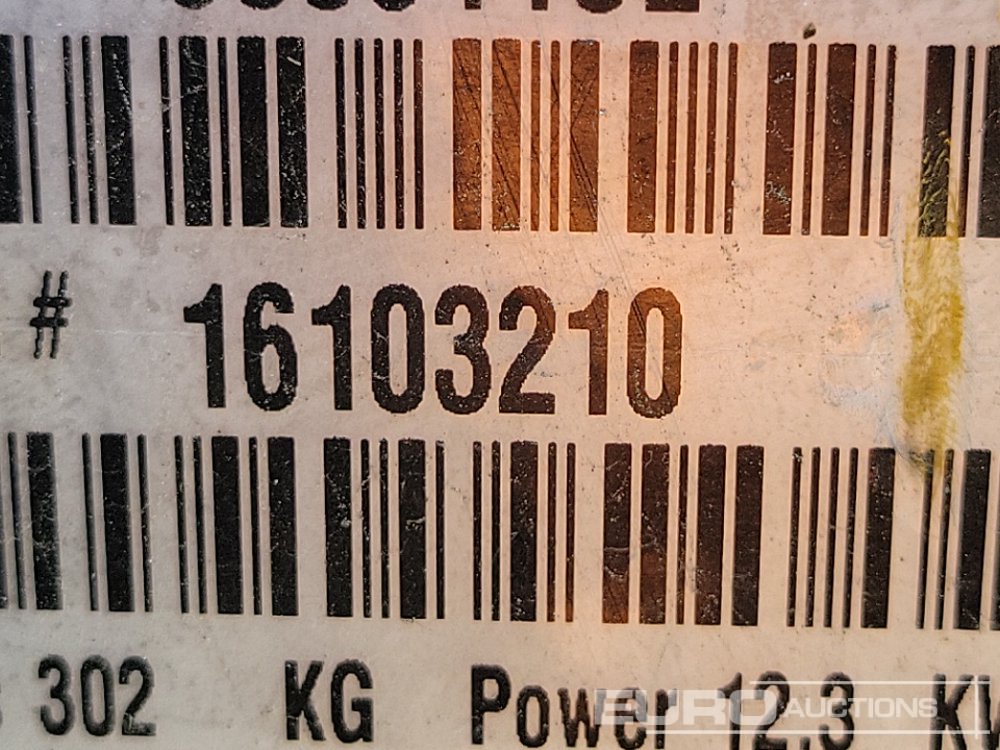 # 16103210
302 KG Power 12,3
EURO AUCTIONS